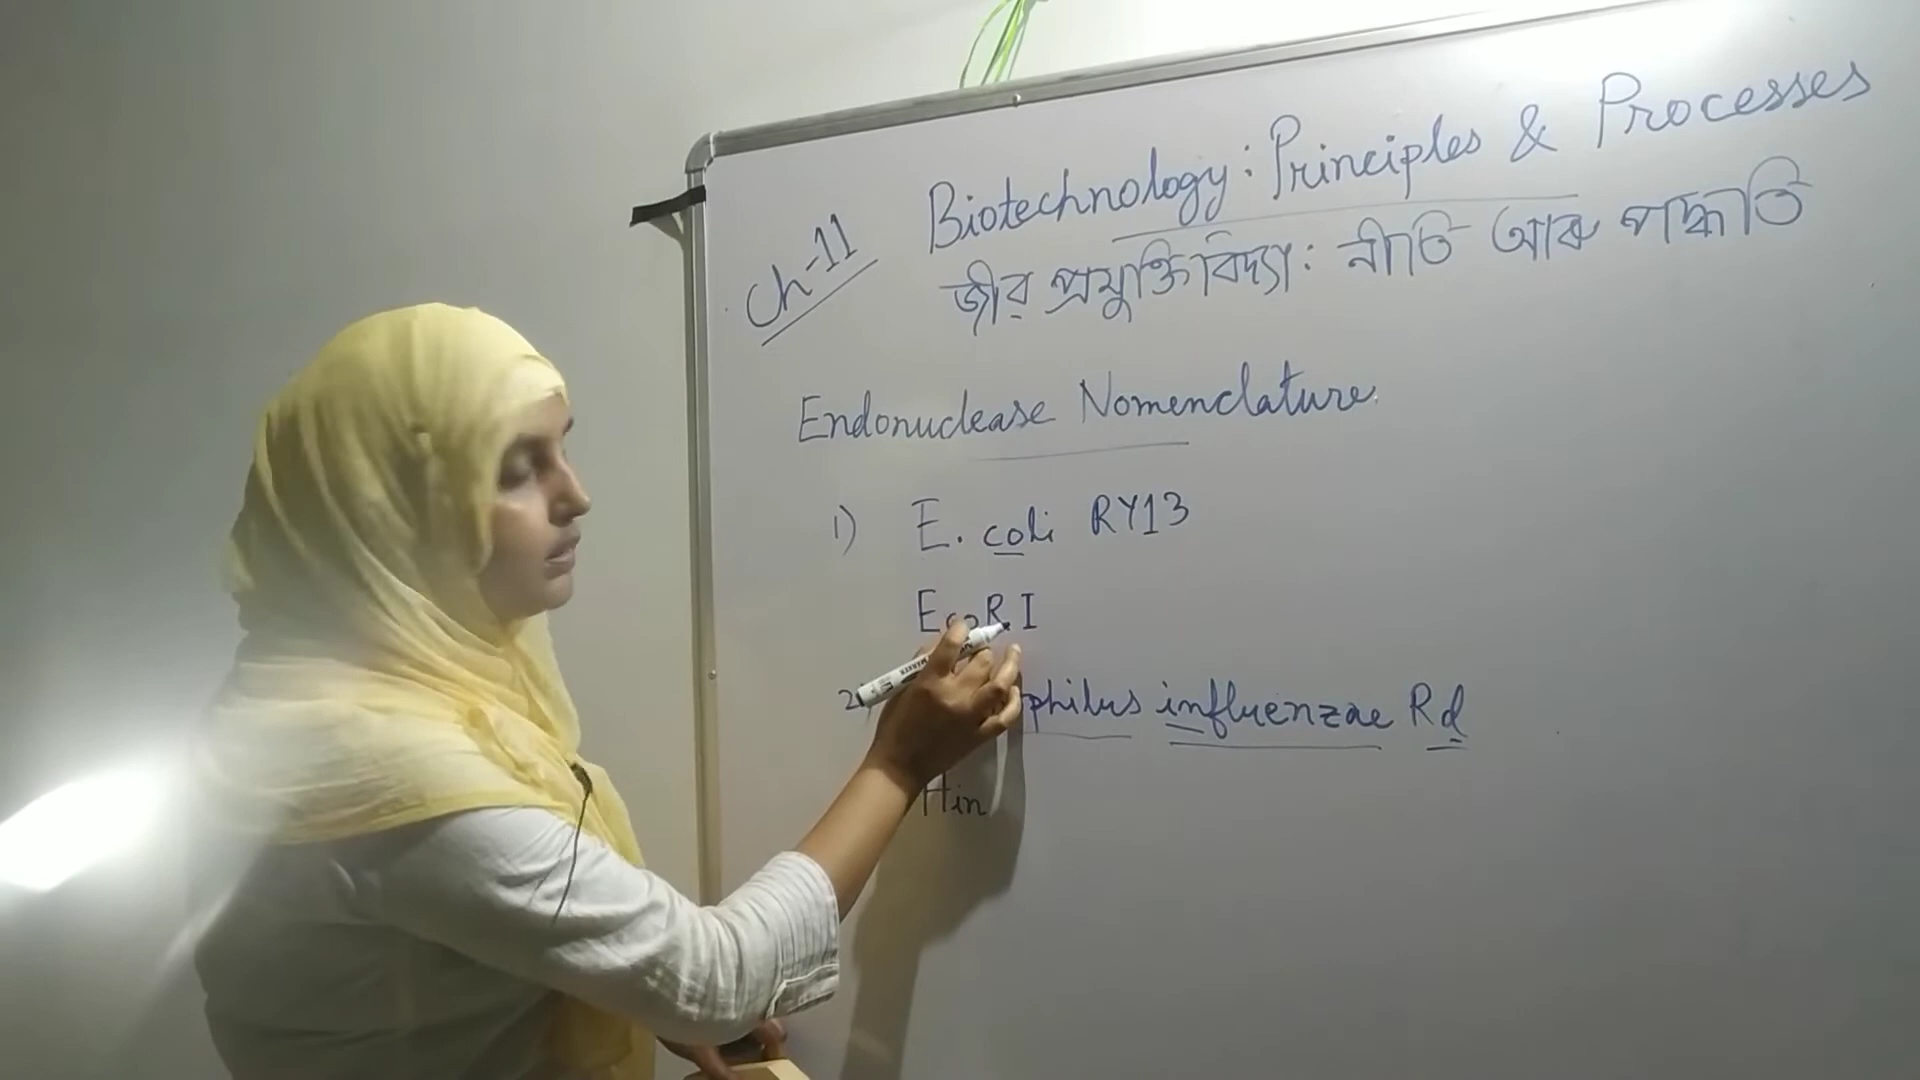 Ch-11
Biotechnology: Principles & Processes
জীৱ প্ৰযুক্তিবিদ্যা: নীতি আৰু পদ্ধতি
Endonuclease Nomenclature
1) E. coli RY13
EcoRI
2) philus influenzae Rd
Hin